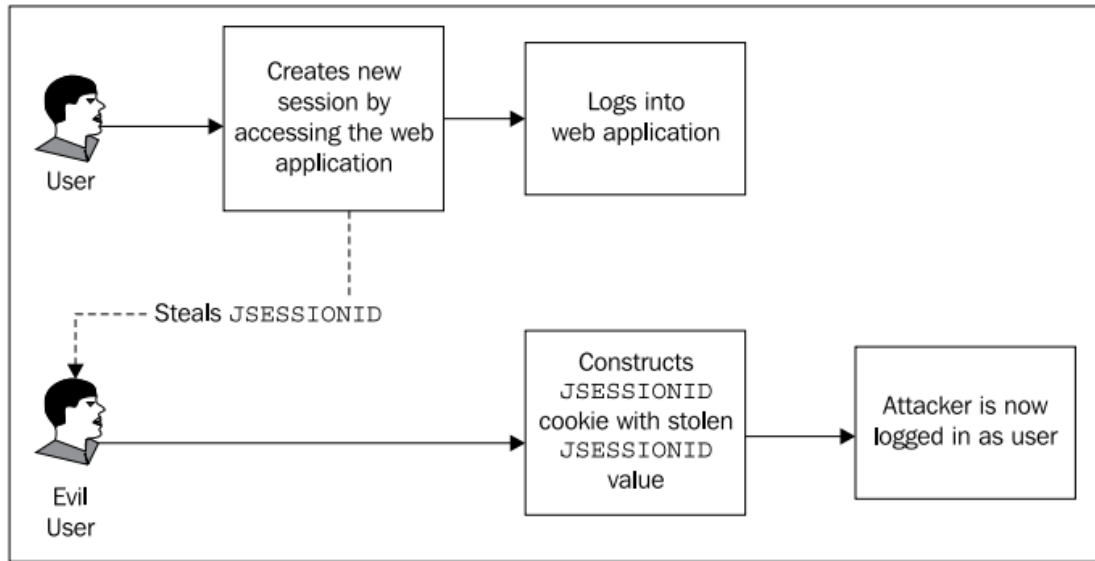 Creates new
session by
accessing the web
application
Logs into
web application
User
Steals JSESSIONID
Constructs
JSESSIONID
cookie with stolen
JSESSIONID
value
Attacker is now
logged in as user
Evil
User